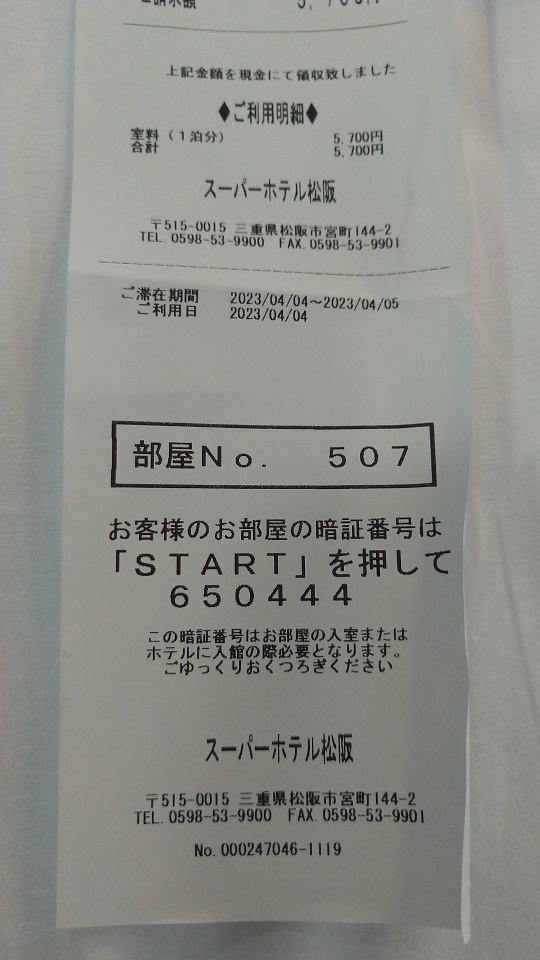 上記金額を現金にて領収致しました
◆ご利用明細◆
室料(1泊分) 5,700円
合計 5,700円
スーパーホテル松阪
〒515-0015 三重県松阪市宮町144-2
TEL.0598-53-9900 FAX.0598-53-9901
ご滞在期間 2023/04/04~2023/04/05
ご利用日 2023/04/04
部屋No. 507
お客様のお部屋の暗証番号は
「START」を押して
650444
この暗証番号はお部屋の入室または
ホテルに入館の際必要となります。
ごゆっくりおくつろぎください
スーパーホテル松阪
〒515-0015 三重県松阪市宮町144-2
TEL.0598-53-9900 FAX.0598-53-9901
No.000247046-1119